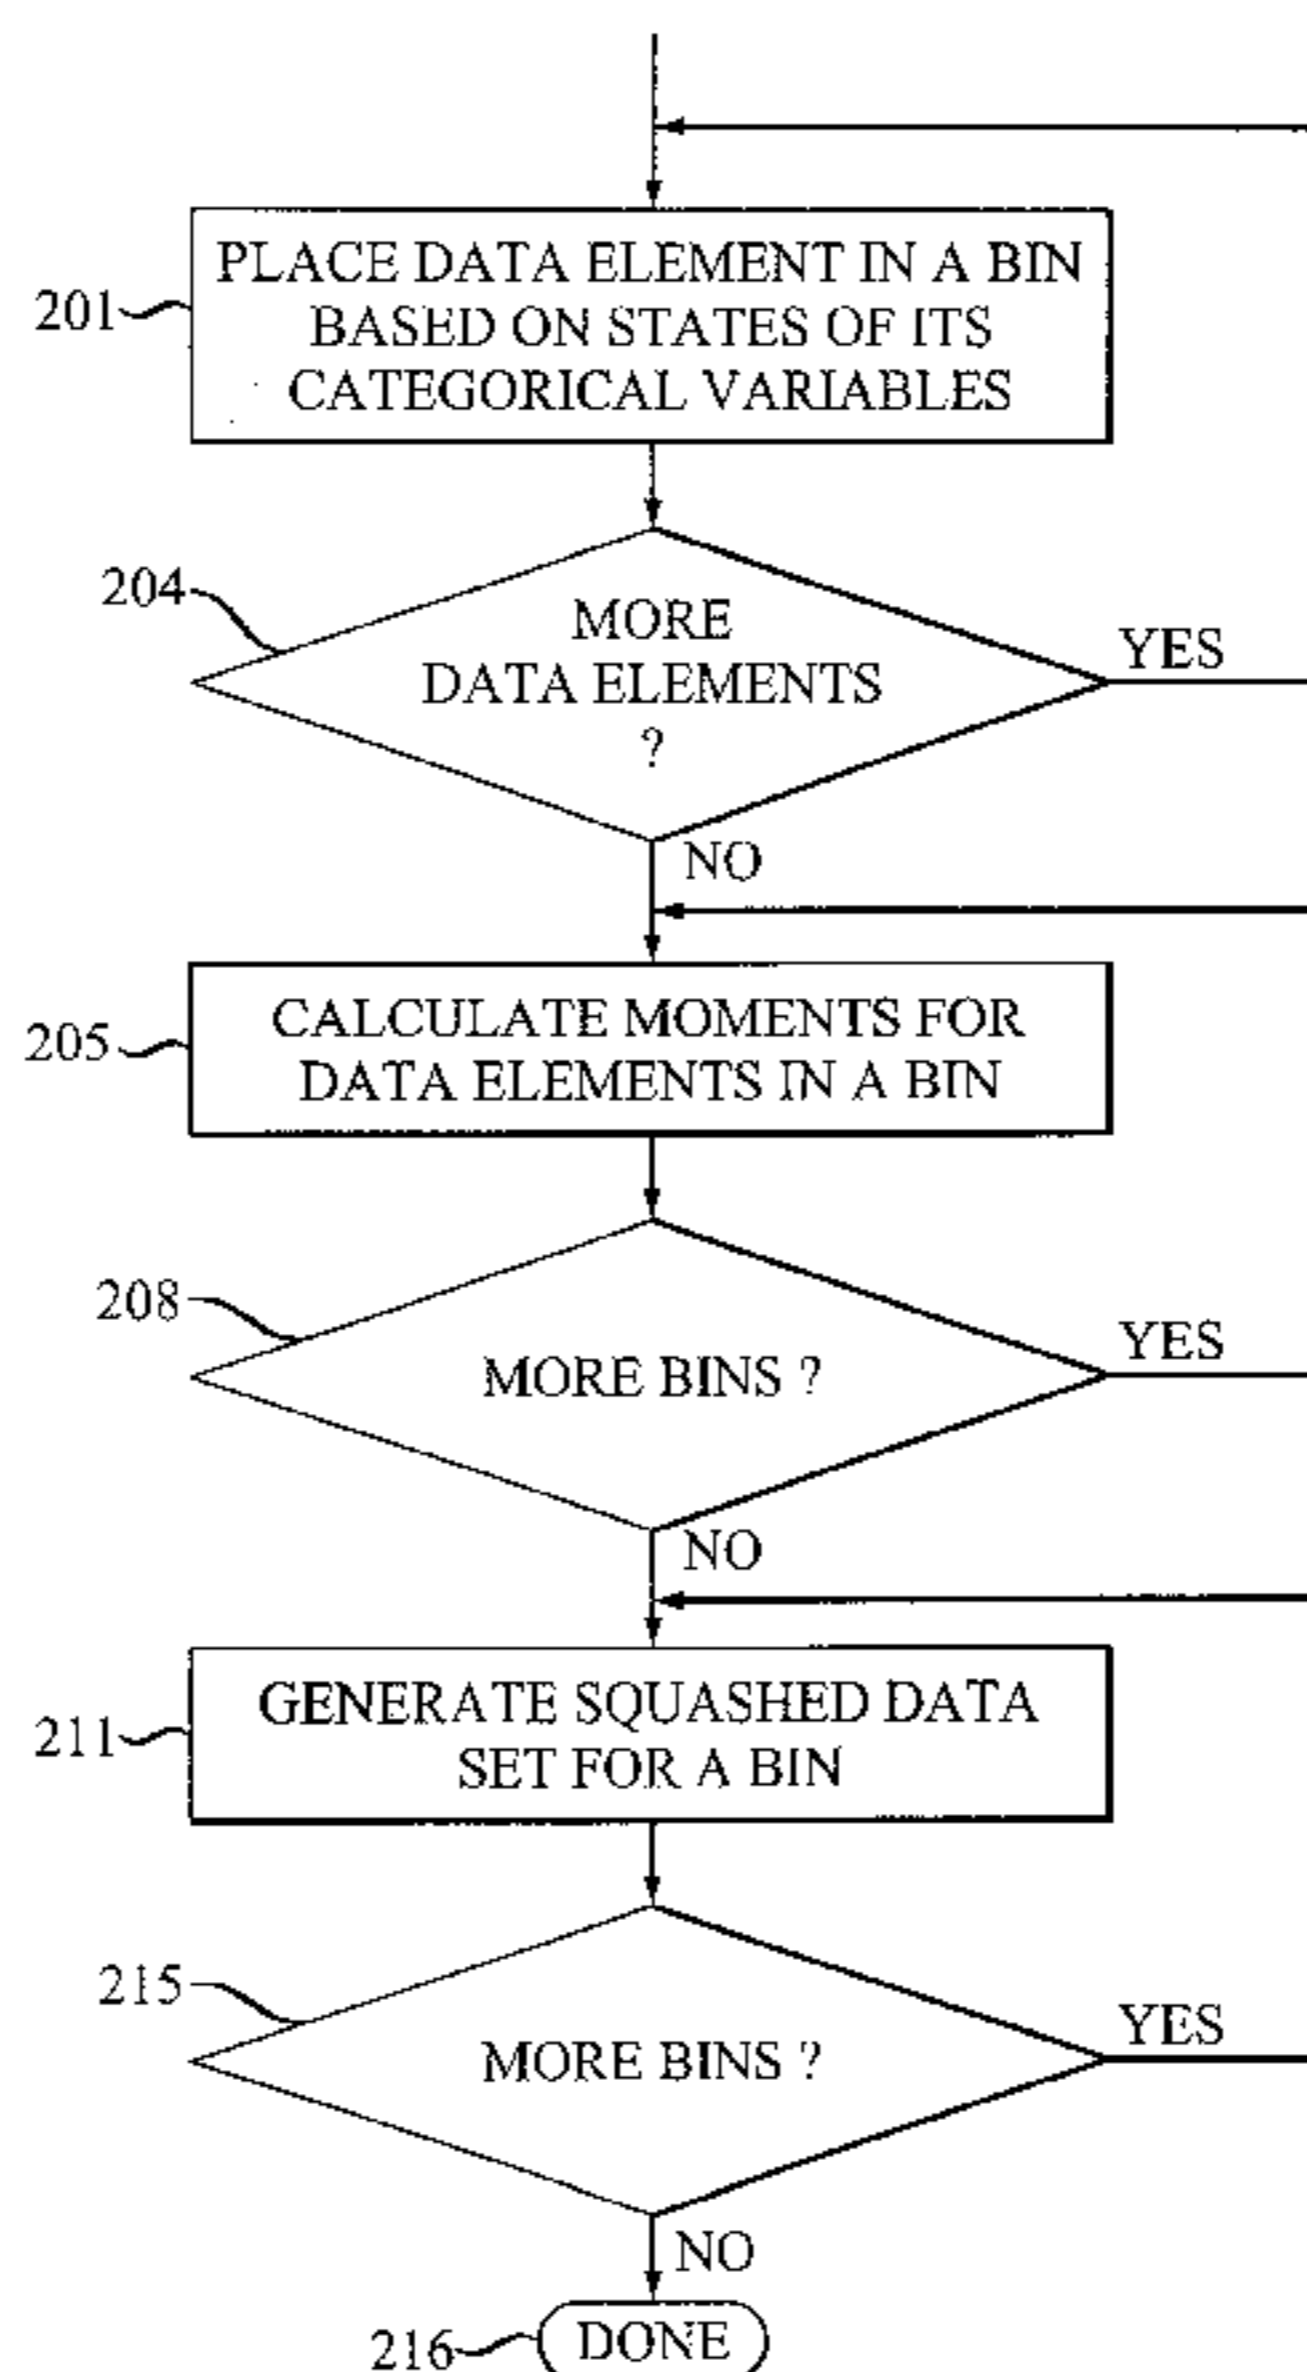 PLACE DATA ELEMENT IN A BIN
BASED ON STATES OF ITS
CATEGORICAL VARIABLES
201
204
MORE
DATA ELEMENTS
?
YES
NO
CALCULATE MOMENTS FOR
DATA ELEMENTS IN A BIN
205
208
MORE BINS ?
YES
NO
GENERATE SQUASHED DATA
SET FOR A BIN
211
215
MORE BINS ?
YES
NO
216
DONE